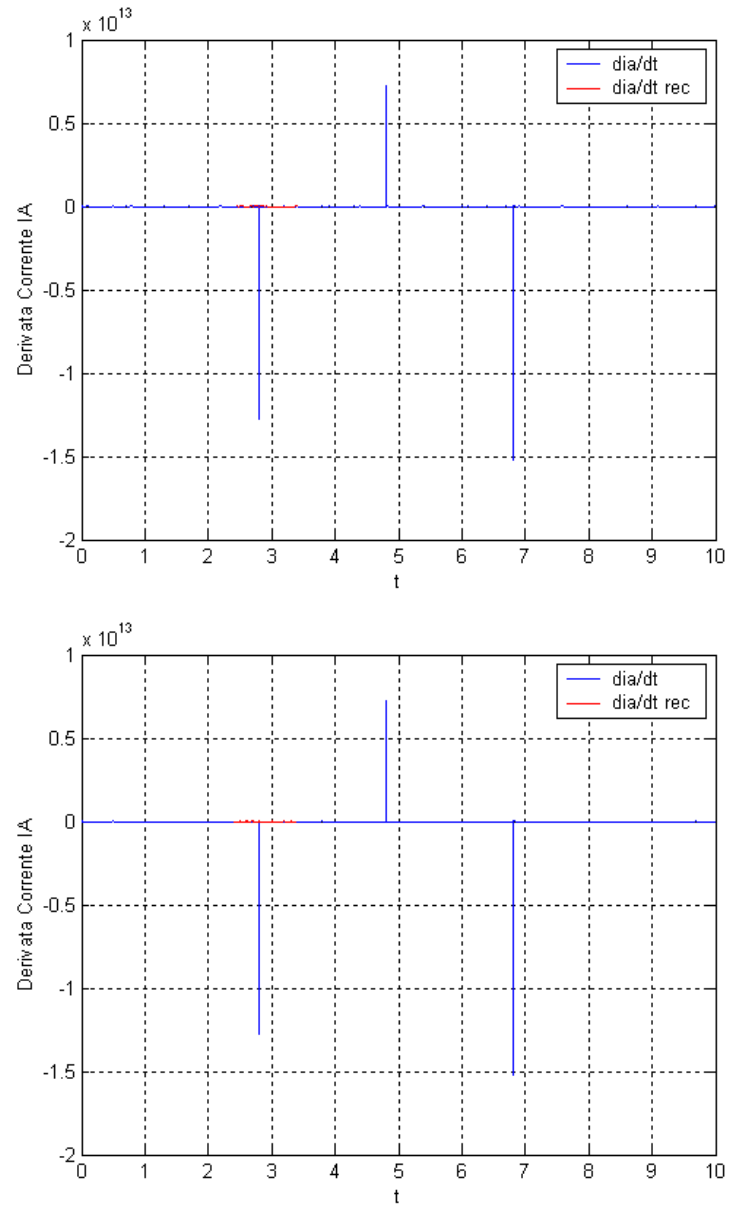 x 10^13
1
0.5
0
-0.5
-1
-1.5
-2
Derivata Corrente IA
dia/dt
dia/dt rec
0 1 2 3 4 5 6 7 8 9 10
t
x 10^13
1
0.5
0
-0.5
-1
-1.5
-2
Derivata Corrente IA
dia/dt
dia/dt rec
0 1 2 3 4 5 6 7 8 9 10
t